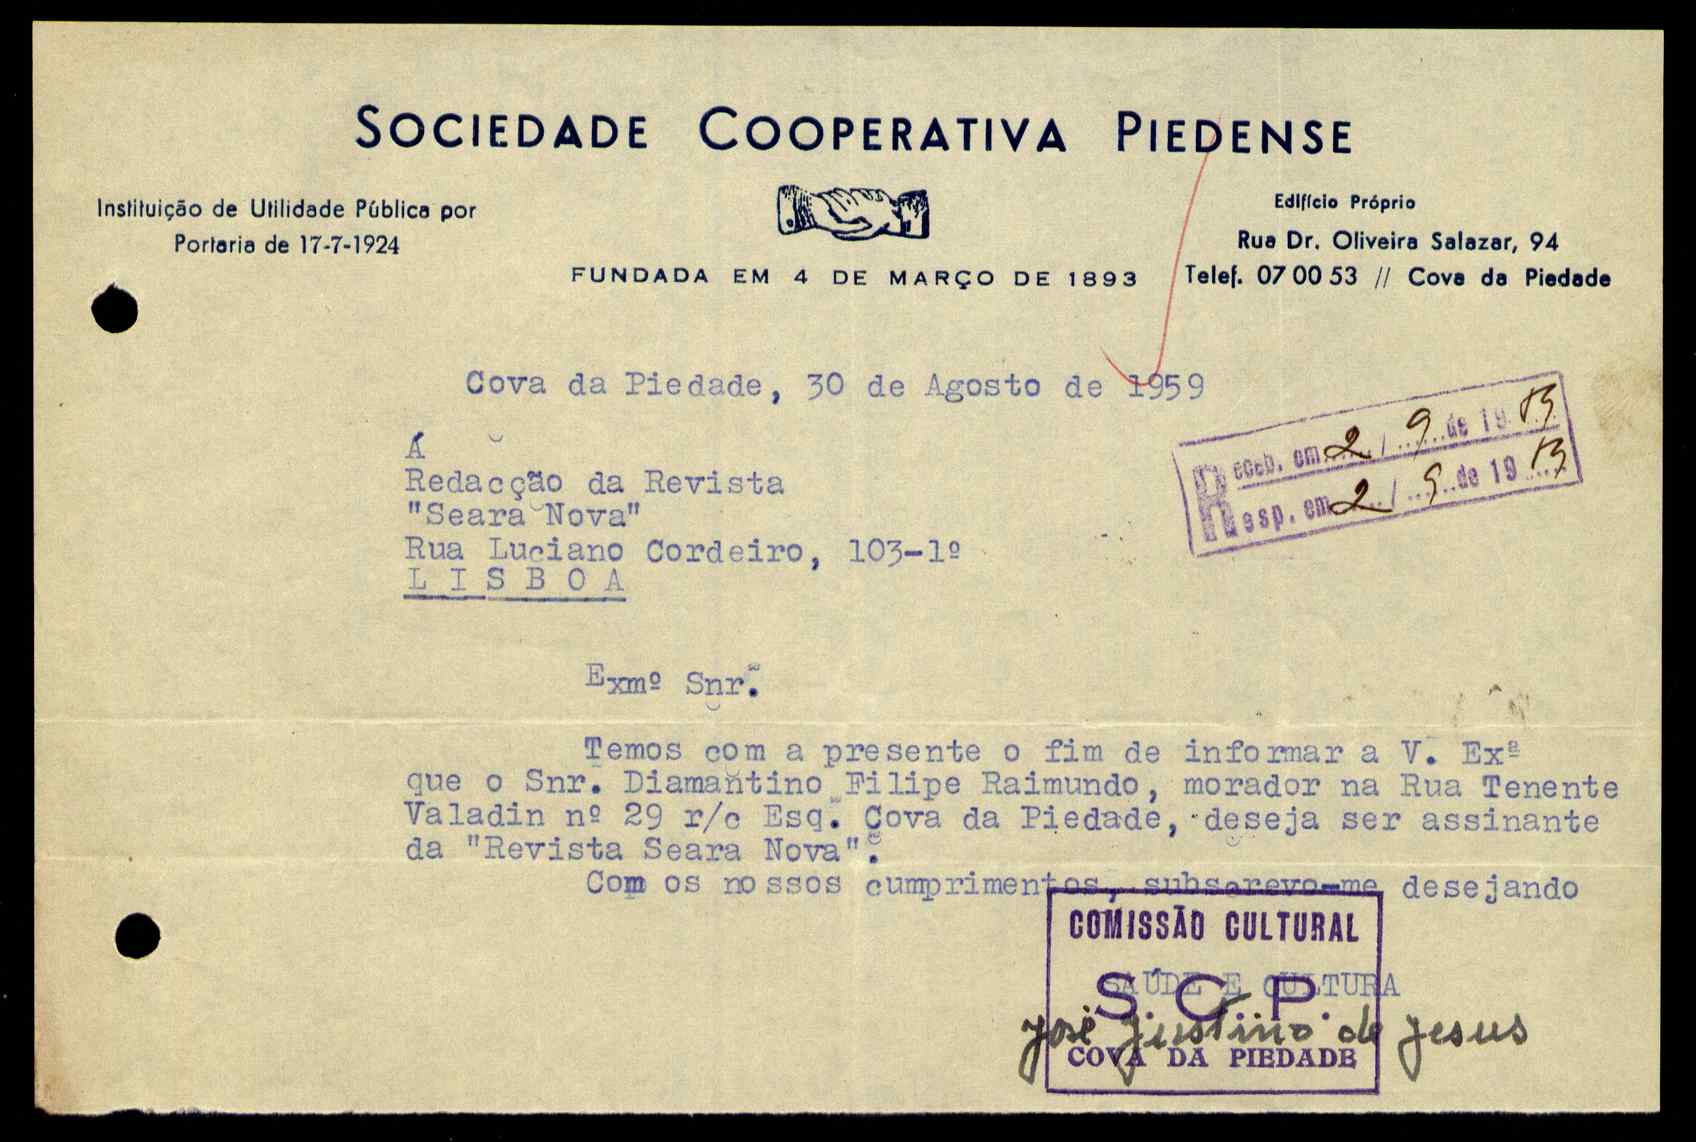 SOCIEDADE COOPERATIVA PIEDENSE
Instituição de Utilidade Pública por
Portaria de 17-7-1924
FUNDADA EM 4 DE MARÇO DE 1893
Edifício Próprio
Rua Dr. Oliveira Salazar, 94
Telef. 07 00 53 // Cova da Piedade
Cova da Piedade, 30 de Agosto de 1959
Receb. em 2 / 9 de 19
Resp. em 2 / 9 de 19
Á
Redacção da Revista
"Seara Nova"
Rua Luciano Cordeiro, 103-1º
L I S B O A
Exmº Snr.
Temos com a presente o fim de informar a V. Exª
que o Snr. Diamantino Filipe Raimundo, morador na Rua Tenente
Valadin nº 29 r/c Esq. Cova da Piedade, deseja ser assinante
da "Revista Seara Nova".
Com os nossos cumprimentos, subscrevo-me desejando
COMISSÃO CULTURAL
SAÚDE E CULTURA
S. C. P.
José Justino de Jesus
COVA DA PIEDADE